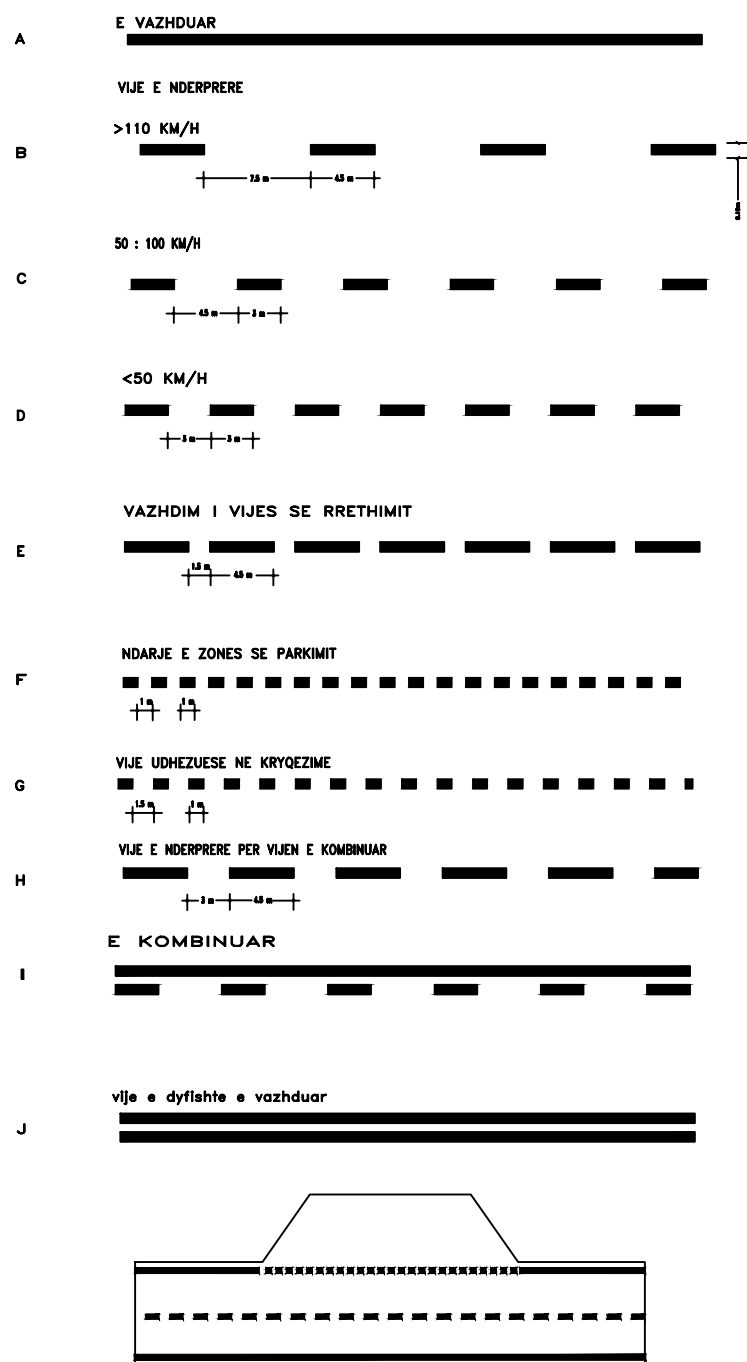 E VAZHDUAR
A
VIJE E NDERPRERE
>110 KM/H
B
7.5 m 4.5 m
50 : 100 KM/H
C
4.5 m 3 m
<50 KM/H
D
3 m 3 m
VAZHDIM I VIJES SE RRETHIMIT
E
1.5 m 4.5 m
NDARJE E ZONES SE PARKIMIT
F
1 m 1 m
VIJE UDHEZUESE NE KRYQEZIME
G
1.5 m 1 m
VIJE E NDERPRERE PER VIJEN E KOMBINUAR
H
3 m 4.5 m
E KOMBINUAR
I
vije e dyfishte e vazhduar
J